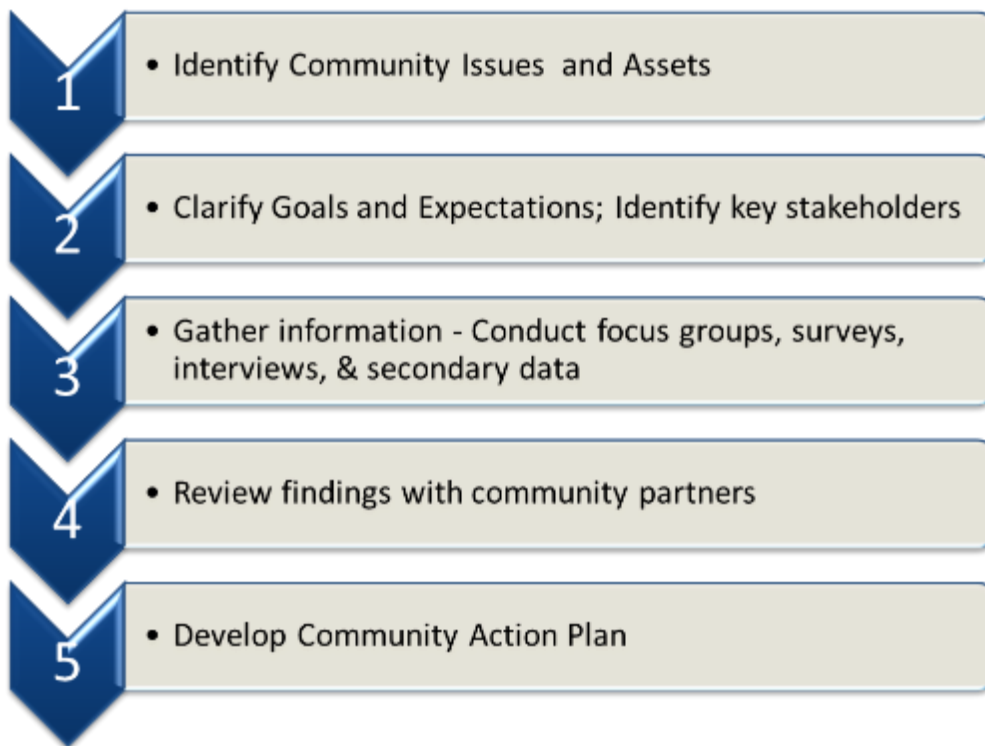 1
• Identify Community Issues and Assets
2
• Clarify Goals and Expectations; Identify key stakeholders
3
• Gather information - Conduct focus groups, surveys,
interviews, & secondary data
4
• Review findings with community partners
5
• Develop Community Action Plan